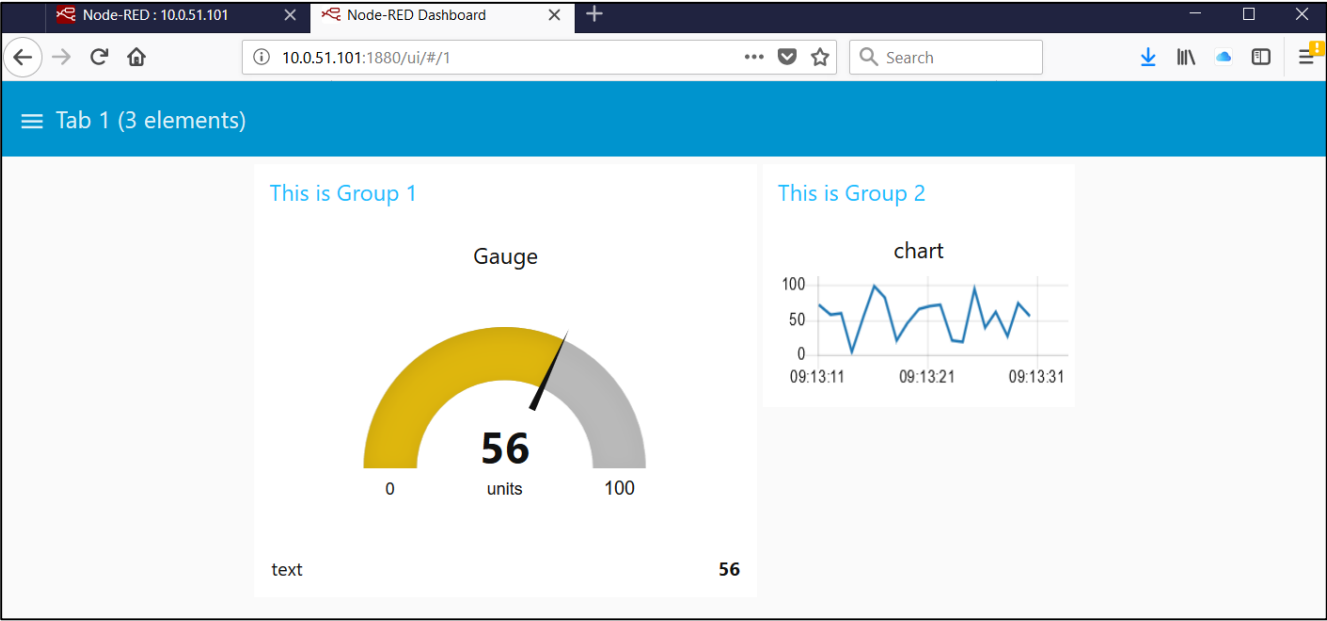 Node-RED : 10.0.51.101
Node-RED Dashboard
10.0.51.101:1880/ui/#/1
Search
Tab 1 (3 elements)
This is Group 1
Gauge
56
0 units 100
text 56
This is Group 2
chart
100
50
0
09:13:11 09:13:21 09:13:31